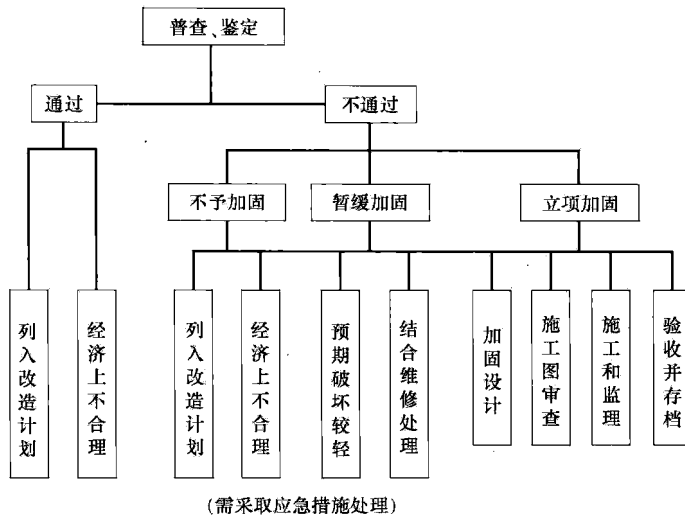 普查、鉴定
通过
不通过
不予加固
暂缓加固
立项加固
列入改造计划
经济上不合理
列入改造计划
经济上不合理
预期破坏较轻
结合维修处理
加固设计
施工图审查
施工和监理
验收并存档
(需采取应急措施处理)